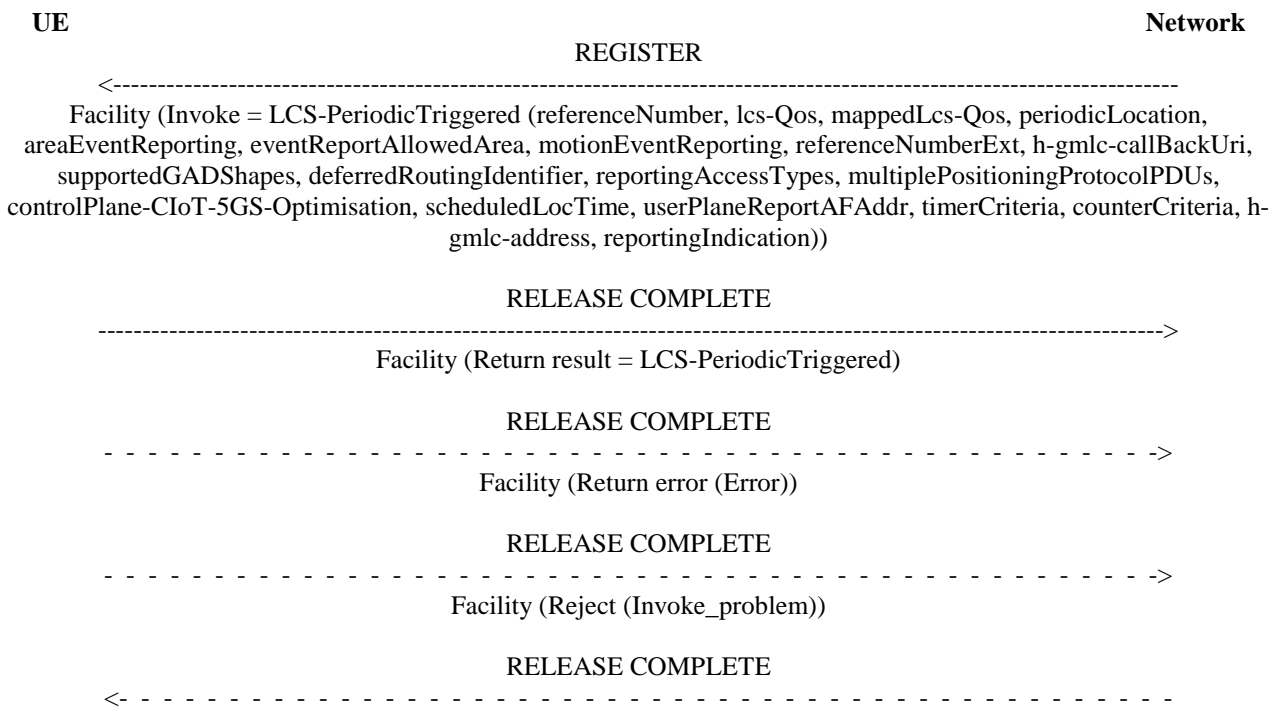 UE Network
REGISTER
<------------------------------------------------------------------------------------------------------------------------
Facility (Invoke = LCS-PeriodicTriggered (referenceNumber, lcs-Qos, mappedLcs-Qos, periodicLocation,
areaEventReporting, eventReportAllowedArea, motionEventReporting, referenceNumberExt, h-gmlc-callBackUri,
supportedGADShapes, deferredRoutingIdentifier, reportingAccessTypes, multiplePositioningProtocolPDUs,
controlPlane-CIoT-5GS-Optimisation, scheduledLocTime, userPlaneReportAFAddr, timerCriteria, counterCriteria, h-
gmlc-address, reportingIndication))
RELEASE COMPLETE
------------------------------------------------------------------------------------------------------------------------>
Facility (Return result = LCS-PeriodicTriggered)
RELEASE COMPLETE
- - - - - - - - - - - - - - - - - - - - - - - - - - - - - - - - - - - - - - - - - - - - - - - - ->
Facility (Return error (Error))
RELEASE COMPLETE
- - - - - - - - - - - - - - - - - - - - - - - - - - - - - - - - - - - - - - - - - - - - - - - - ->
Facility (Reject (Invoke_problem))
RELEASE COMPLETE
<- - - - - - - - - - - - - - - - - - - - - - - - - - - - - - - - - - - - - - - - - - - - - - - -